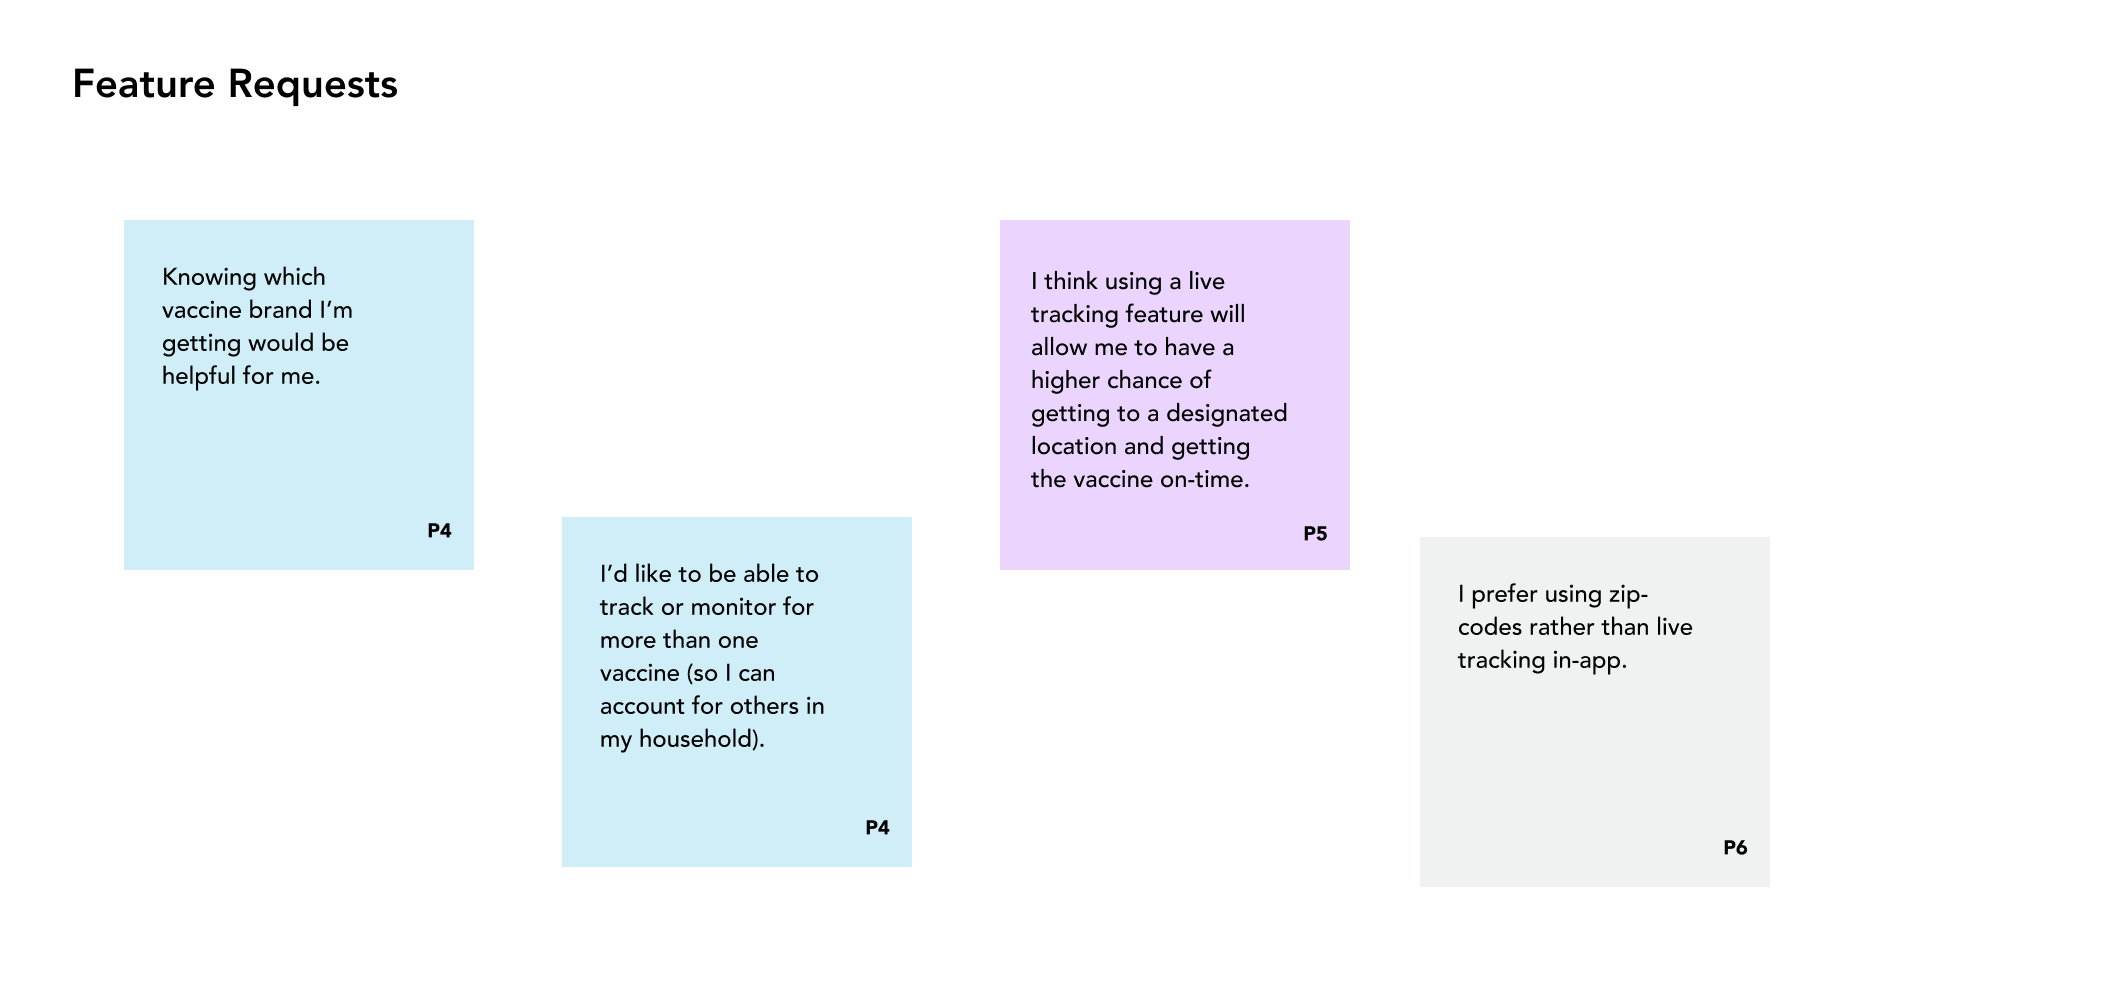 Feature Requests
Knowing which
vaccine brand I’m
getting would be
helpful for me.
P4
I’d like to be able to
track or monitor for
more than one
vaccine (so I can
account for others in
my household).
P4
I think using a live
tracking feature will
allow me to have a
higher chance of
getting to a designated
location and getting
the vaccine on-time.
P5
I prefer using zip-
codes rather than live
tracking in-app.
P6